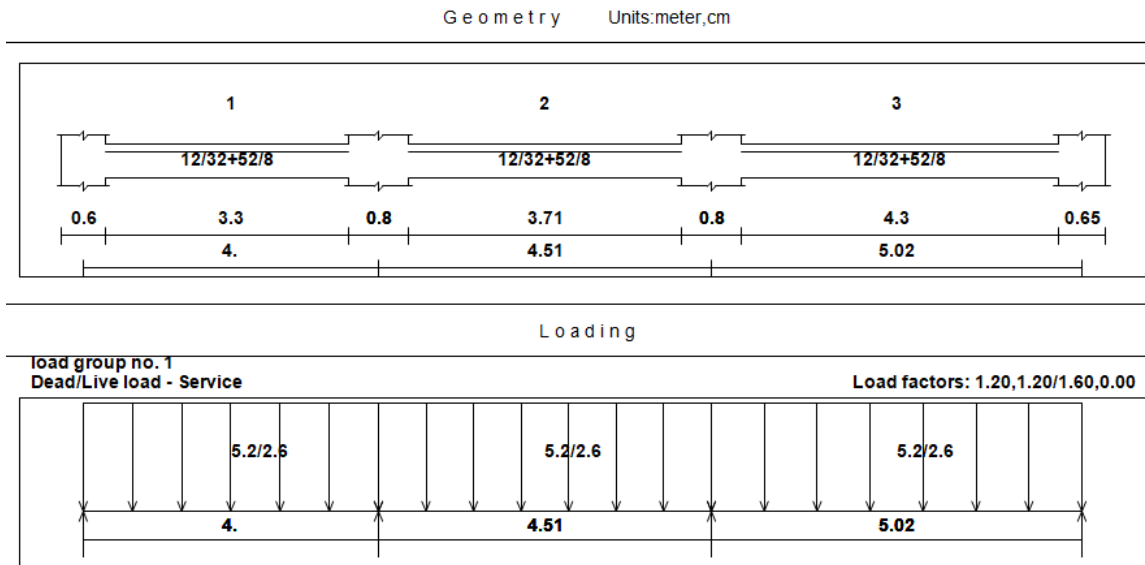 Geometry Units:meter,cm
1 2 3
12/32+52/8 12/32+52/8 12/32+52/8
0.6 3.3 0.8 3.71 0.8 4.3 0.65
4. 4.51 5.02
Loading
load group no. 1
Dead/Live load - Service Load factors: 1.20,1.20/1.60,0.00
5.2/2.6 5.2/2.6 5.2/2.6
4. 4.51 5.02